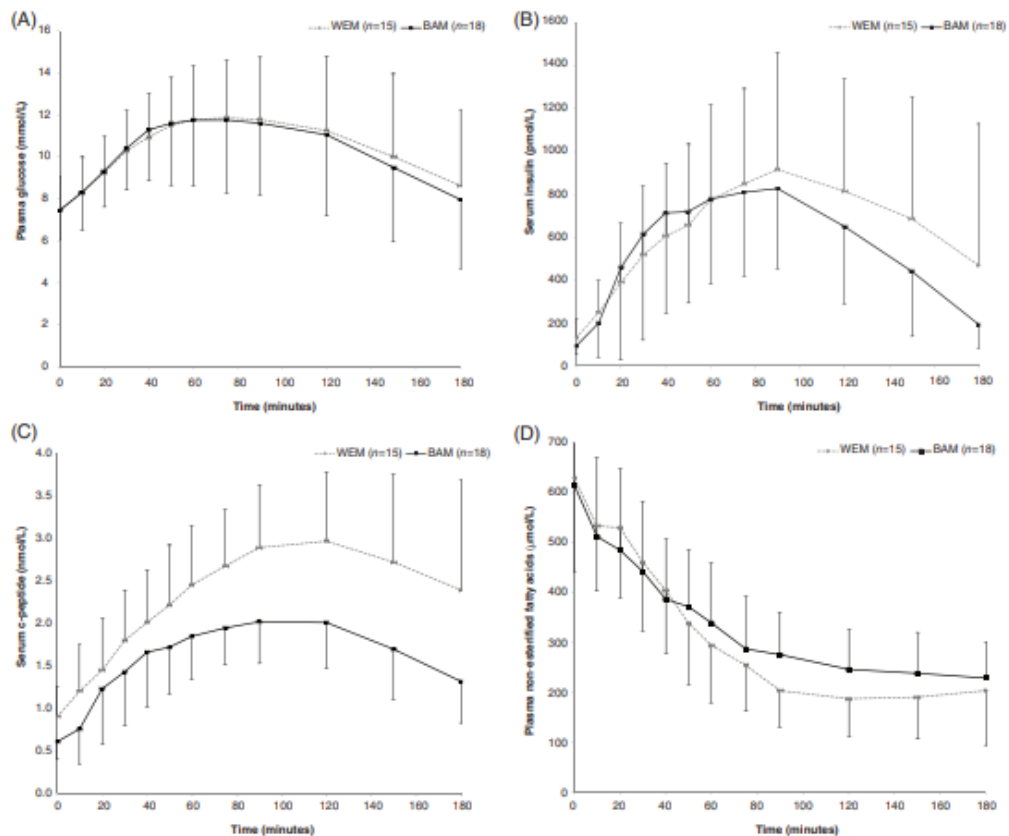 (A)
WEM (n=15) BAM (n=18)
16
14
12
10
8
6
4
2
0
Plasma glucose (mmol/L)
0 20 40 60 80 100 120 140 160 180
Time (minutes)
(B)
WEM (n=15) BAM (n=18)
1600
1400
1200
1000
800
600
400
200
0
Serum insulin (pmol/L)
0 20 40 60 80 100 120 140 160 180
Time (minutes)
(C)
WEM (n=15) BAM (n=18)
4.0
3.5
3.0
2.5
2.0
1.5
1.0
0.5
0.0
Serum c-peptide (nmol/L)
0 20 40 60 80 100 120 140 160 180
Time (minutes)
(D)
WEM (n=15) BAM (n=18)
700
600
500
400
300
200
100
0
Plasma non-esterified fatty acids (µmol/L)
0 20 40 60 80 100 120 140 160 180
Time (minutes)